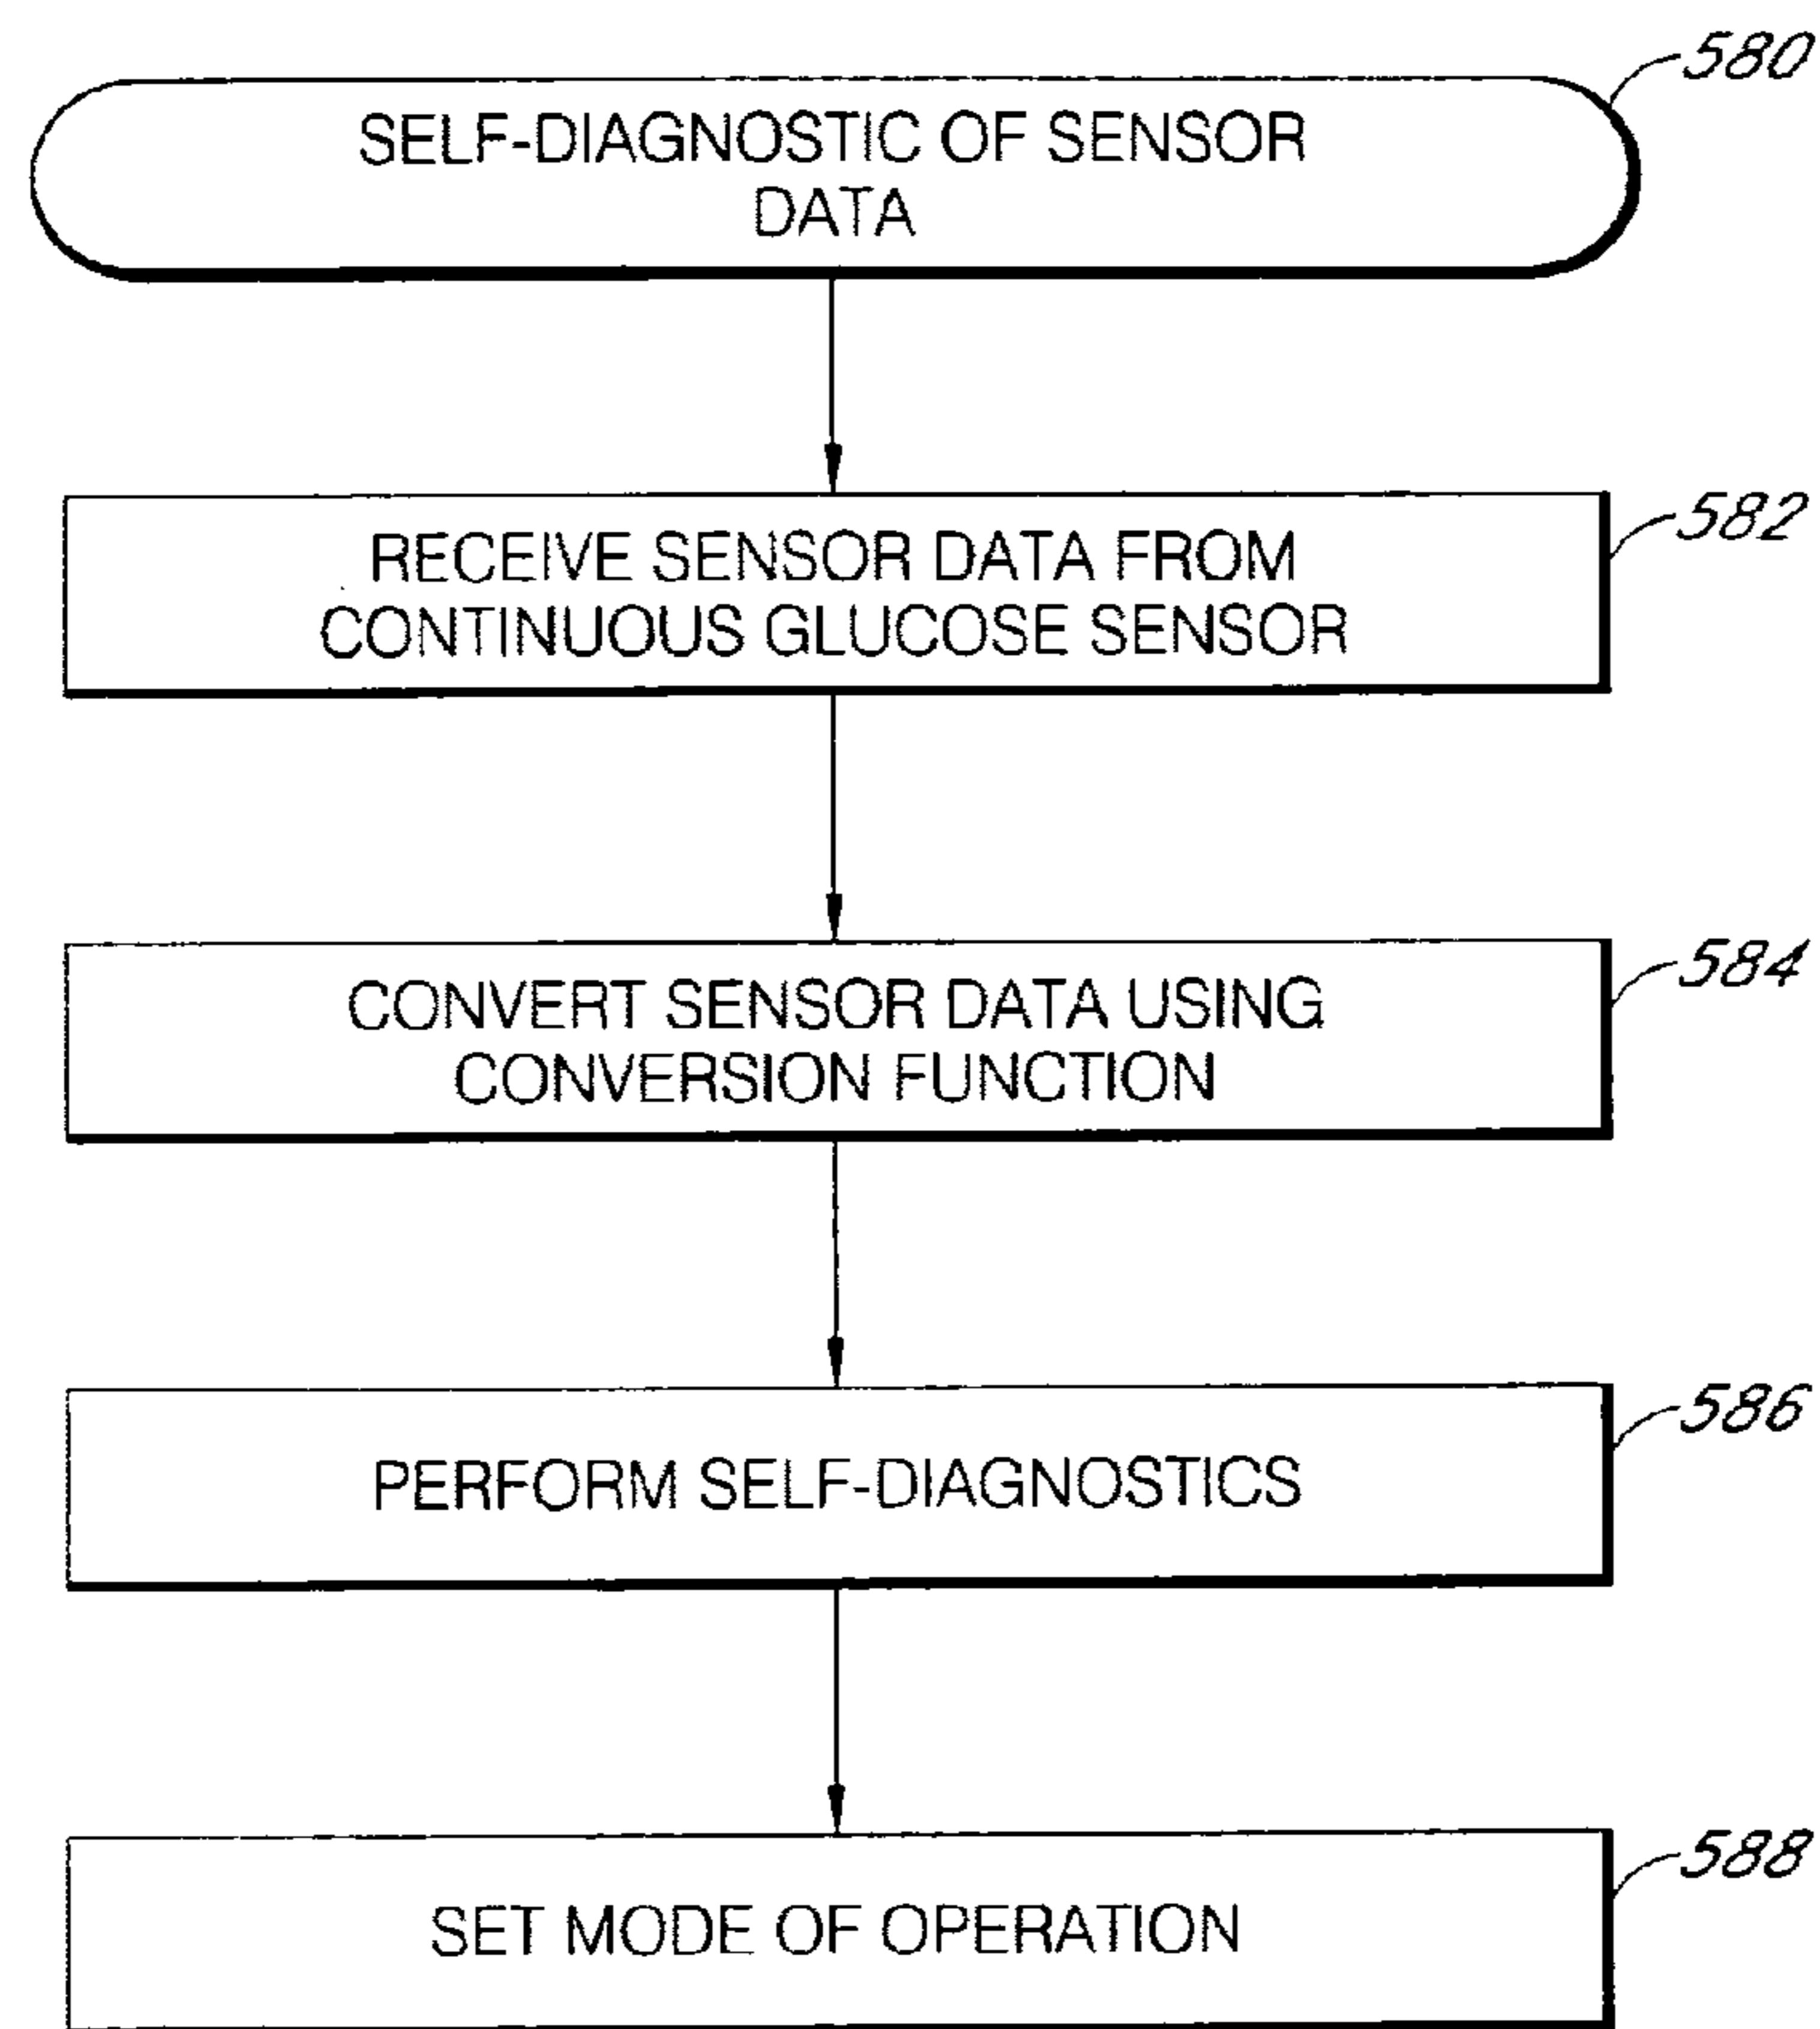 580
SELF-DIAGNOSTIC OF SENSOR
DATA
582
RECEIVE SENSOR DATA FROM
CONTINUOUS GLUCOSE SENSOR
584
CONVERT SENSOR DATA USING
CONVERSION FUNCTION
586
PERFORM SELF-DIAGNOSTICS
588
SET MODE OF OPERATION